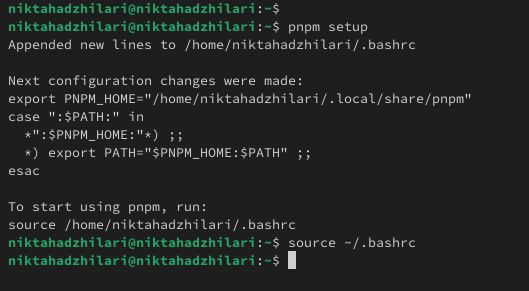 niktahadzhilari@niktahadzhilari:~$
niktahadzhilari@niktahadzhilari:~$ pnpm setup
Appended new lines to /home/niktahadzhilari/.bashrc

Next configuration changes were made:
export PNPM_HOME="/home/niktahadzhilari/.local/share/pnpm"
case ":$PATH:" in
  *":$PNPM_HOME:"*) ;;
  *) export PATH="$PNPM_HOME:$PATH" ;;
esac

To start using pnpm, run:
source /home/niktahadzhilari/.bashrc
niktahadzhilari@niktahadzhilari:~$ source ~/.bashrc
niktahadzhilari@niktahadzhilari:~$